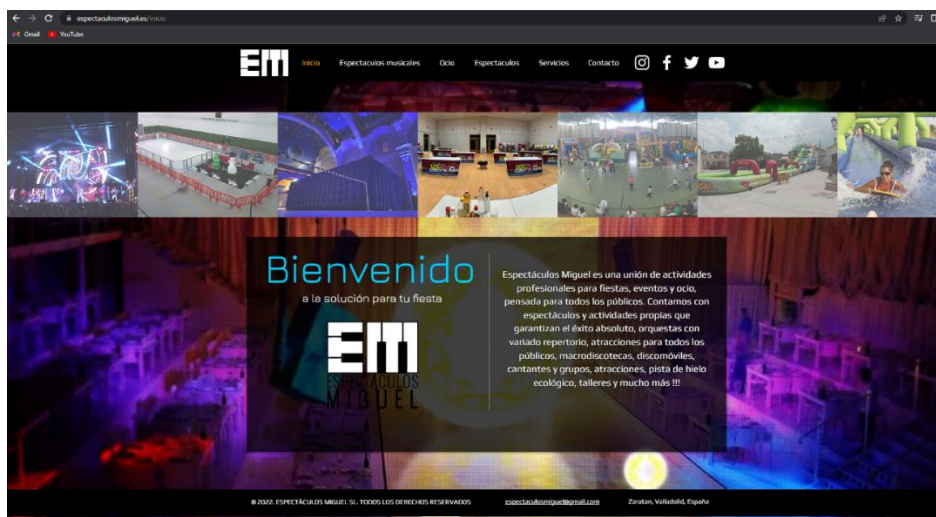 espectaculosmiguel.es/inicio
Gmail YouTube
EM Inicio Espectaculos musicales Ocio Espectaculos Servicios Contacto
Bienvenido
a la solución para tu fiesta
EM
ESPECTACULOS
MIGUEL
Espectáculos Miguel es una unión de actividades
profesionales para fiestas, eventos y ocio,
pensada para todos los públicos. Contamos con
espectáculos y actividades propias que
garantizan el éxito absoluto, orquestas con
variado repertorio, atracciones para todos los
públicos, macrodiscotecas, discomóviles,
cantantes y grupos, atracciones, pista de hielo
ecológico, talleres y mucho más !!!
© 2022. ESPECTÁCULOS MIGUEL SL. TODOS LOS DERECHOS RESERVADOS espectaculosmiguel@gmail.com Zaratan, Valladolid, España